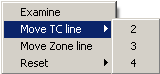 Examine
Move TC line 2
Move Zone line 3
Reset 4